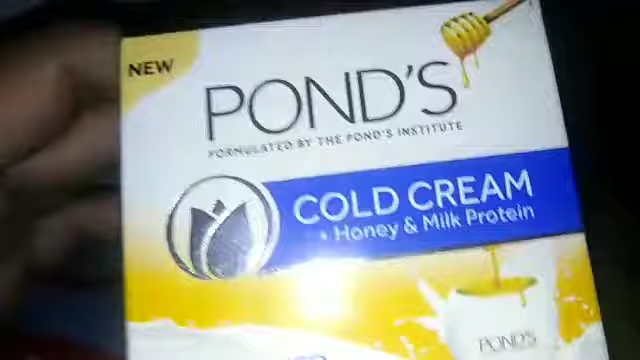 NEW
POND'S
FORMULATED BY THE POND'S INSTITUTE
COLD CREAM
+ Honey & Milk Protein
POND'S